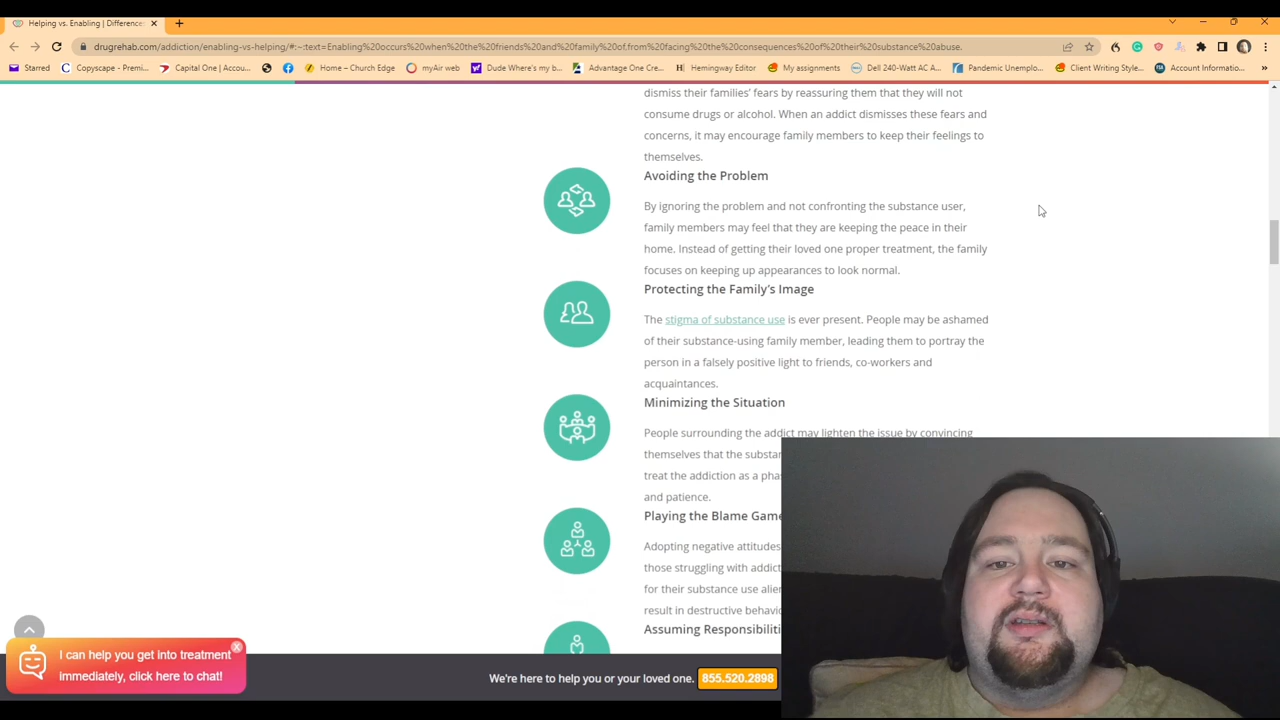 Helping vs. Enabling | Difference
drugrehab.com/addiction/enabling-vs-helping/#:~:text=Enabling%20occurs%20when%20the%20friends%20and%20family%20of,from%20facing%20the%20consequences%20of%20their%20substance%20abuse.
Starred Copyscape - Premi... Capital One | Accou... Home – Church Edge myAir web Dude Where's my b... Advantage One Cre... Hemingway Editor My assignments Dell 240-Watt AC A... Pandemic Unemplo... Client Writing Style... Account Informatio... »
dismiss their families' fears by reassuring them that they will not
consume drugs or alcohol. When an addict dismisses these fears and
concerns, it may encourage family members to keep their feelings to
themselves.
Avoiding the Problem
By ignoring the problem and not confronting the substance user,
family members may feel that they are keeping the peace in their
home. Instead of getting their loved one proper treatment, the family
focuses on keeping up appearances to look normal.
Protecting the Family's Image
The stigma of substance use is ever present. People may be ashamed
of their substance-using family member, leading them to portray the
person in a falsely positive light to friends, co-workers and
acquaintances.
Minimizing the Situation
People surrounding the addict may lighten the issue by convincing
themselves that the
treat the addiction as a
and patience.
Playing the Blame Game
Adopting negative attitudes
those struggling with
for their substance use
result in destructive
Assuming
I can help you get into treatment
immediately, click here to chat!
We're here to help you or your loved one. 855.520.2898